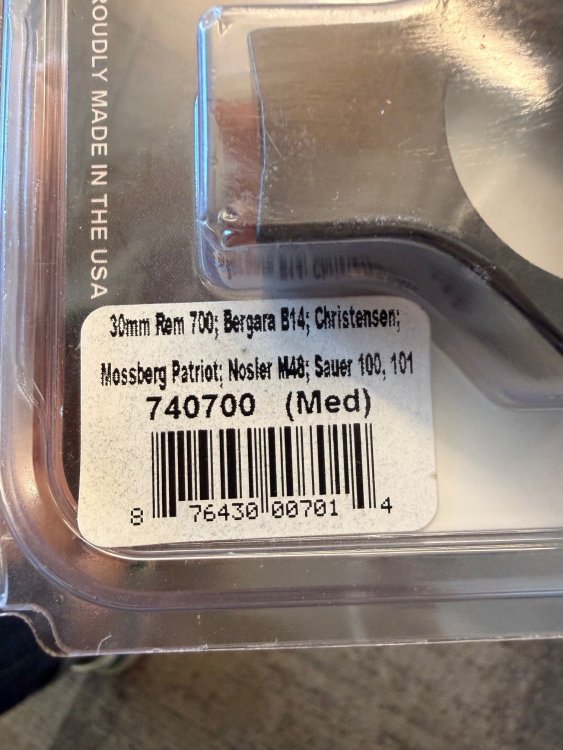 ROUDLY MADE IN THE USA
30mm Rem 700; Bergara B14; Christensen;
Mossberg Patriot; Nosler M48; Sauer 100, 101
740700 (Med)
8 76430 00701 4